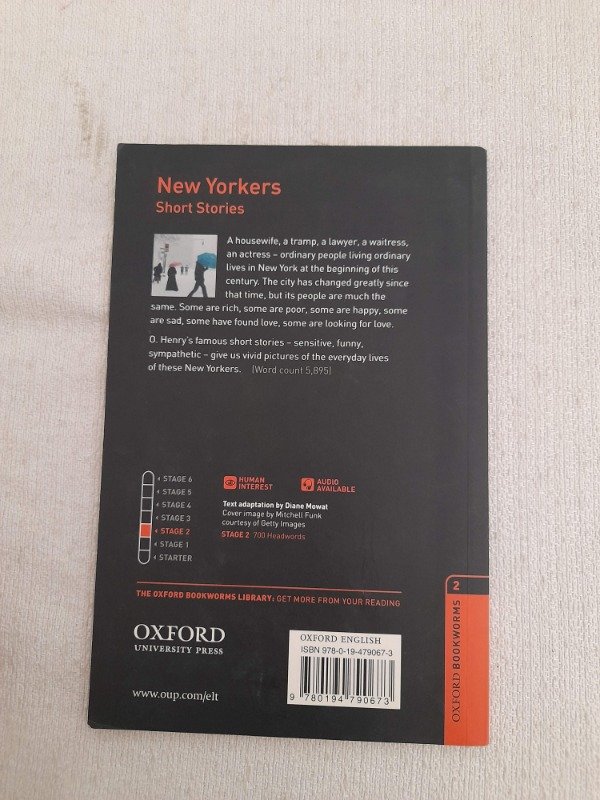 New Yorkers
Short Stories
A housewife, a tramp, a lawyer, a waitress,
an actress – ordinary people living ordinary
lives in New York at the beginning of this
century. The city has changed greatly since
that time, but its people are much the
same. Some are rich, some are poor, some are happy, some
are sad, some have found love, some are looking for love.
O. Henry's famous short stories – sensitive, funny,
sympathetic – give us vivid pictures of the everyday lives
of these New Yorkers. (Word count 5,895)
STAGE 6
STAGE 5
STAGE 4
STAGE 3
STAGE 2
STAGE 1
STARTER
HUMAN
INTEREST
AUDIO
AVAILABLE
Text adaptation by Diane Mowat
Cover image by Mitchell Funk
courtesy of Getty Images
STAGE 2 700 Headwords
THE OXFORD BOOKWORMS LIBRARY: GET MORE FROM YOUR READING
OXFORD
UNIVERSITY PRESS
www.oup.com/elt
OXFORD ENGLISH
ISBN 978-0-19-479067-3
9 780194 790673
2
OXFORD BOOKWORMS